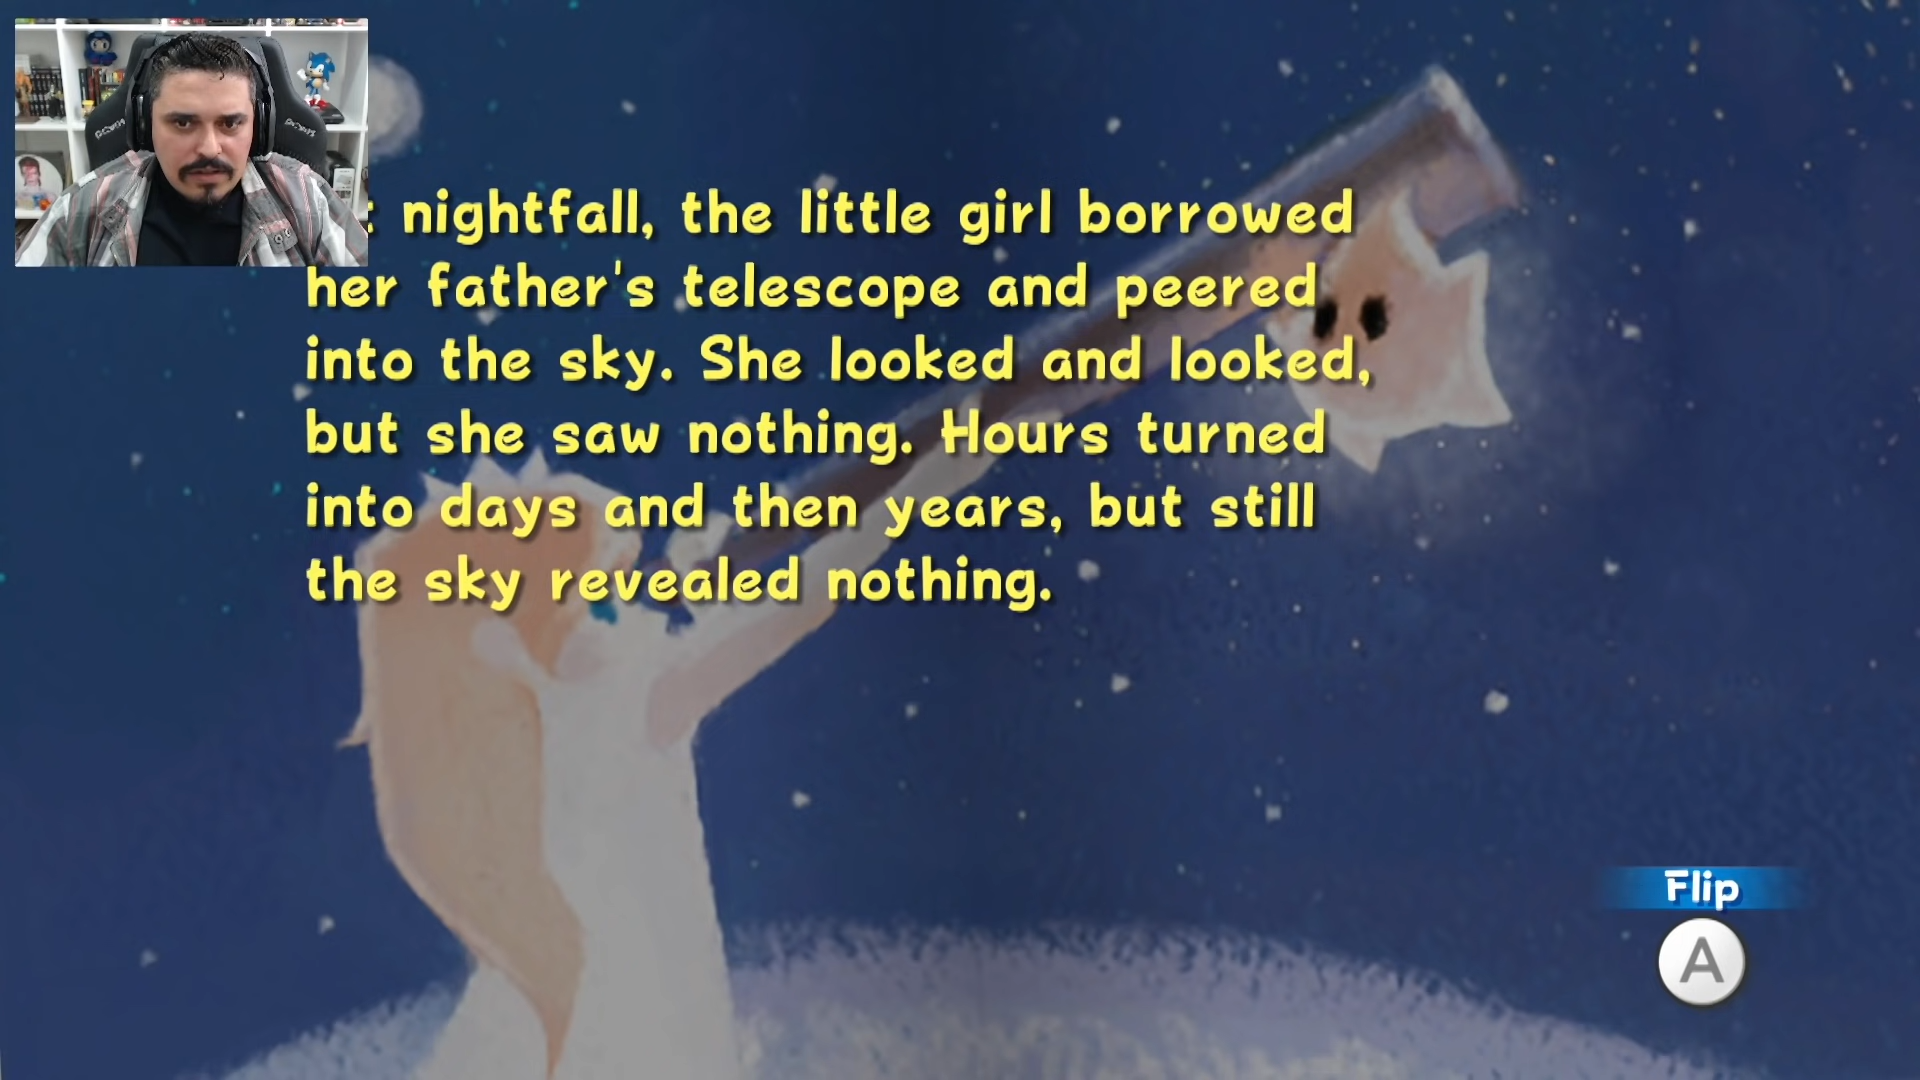 nightfall, the little girl borrowed
her father's telescope and peered
into the sky. She looked and looked,
but she saw nothing. Hours turned
into days and then years, but still
the sky revealed nothing.
Flip
A